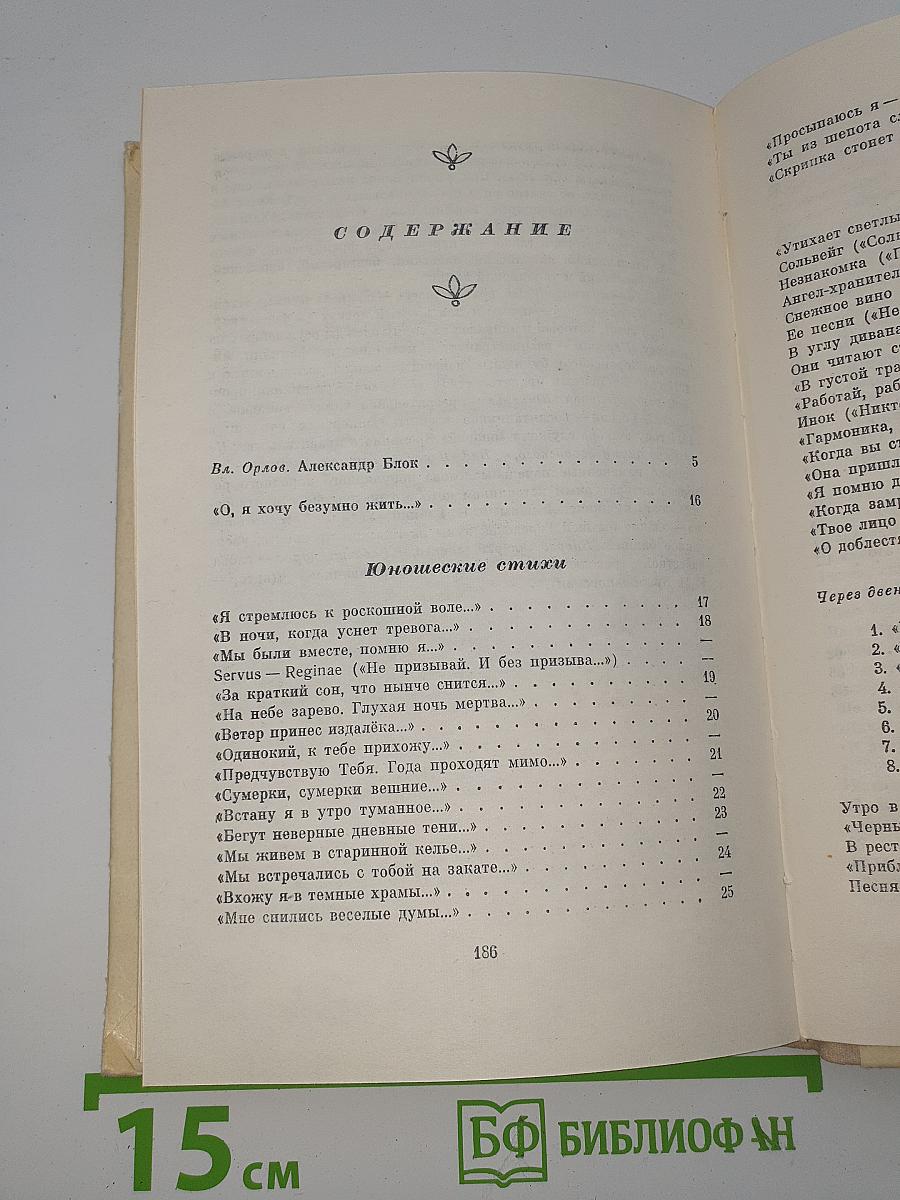 СОДЕРЖАНИЕ
Вл. Орлов. Александр Блок . . . . . . . . . . . . . . 5
«О, я хочу безумно жить...» . . . . . . . . . . . . . . 16
Юношеские стихи
«Я стремлюсь к роскошной воле...» . . . . . . . . . . . 17
«В ночи, когда уснет тревога...» . . . . . . . . . . . . 18
«Мы были вместе, помню я...» . . . . . . . . . . . . . —
Servus — Reginae («Не призывай. И без призыва...») . . . . —
«За краткий сон, что нынче снится...» . . . . . . . . . . 19
«На небе зарево. Глухая ночь мертва...» . . . . . . . . . —
«Ветер принес издалёка...» . . . . . . . . . . . . . . 20
«Одинокий, к тебе прихожу...» . . . . . . . . . . . . . —
«Предчувствую Тебя. Года проходят мимо...» . . . . . . . 21
«Сумерки, сумерки вешние...» . . . . . . . . . . . . . —
«Встану я в утро туманное...» . . . . . . . . . . . . . 22
«Бегут неверные дневные тени...» . . . . . . . . . . . 23
«Мы живем в старинной келье...» . . . . . . . . . . . . —
«Мы встречались с тобой на закате...» . . . . . . . . . . 24
«Вхожу я в темные храмы...» . . . . . . . . . . . . . —
«Мне снились веселые думы...» . . . . . . . . . . . . 25
186
«Просыпаюсь я —
«Ты из шепота
«Скрипка стонет
«Утихает светлы
Сольвейг («Соль
Незнакомка («П
Ангел-хранител
Снежное вино
Ее песни («Не
В углу дивана
Они читают ст
«В густой тра
«Работай, раб
Инок («Никт
«Гармоника,
«Когда вы ст
«Она пришл
«Я помню д
«Когда замр
«Твое лицо
«О доблестя
Через двен
1. «
2. «
3. «
4.
5.
6.
7.
8.
Утро в
«Черны
В рест
«Прибл
Песня
15 см
БФ БИБЛИОФАН